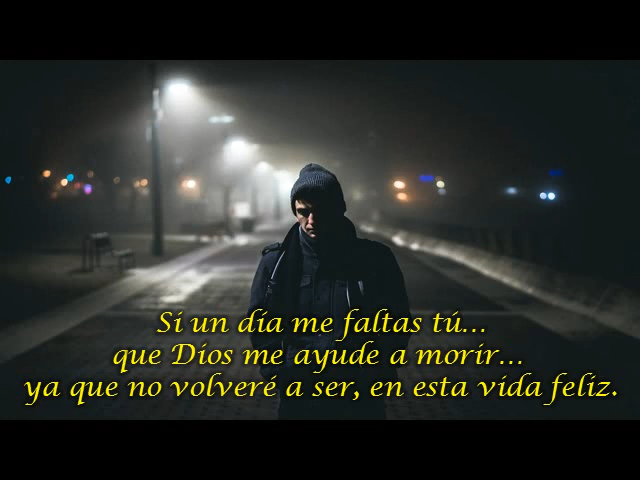 Si un día me faltas tú...
que Dios me ayude a morir...
ya que no volveré a ser, en esta vida feliz.